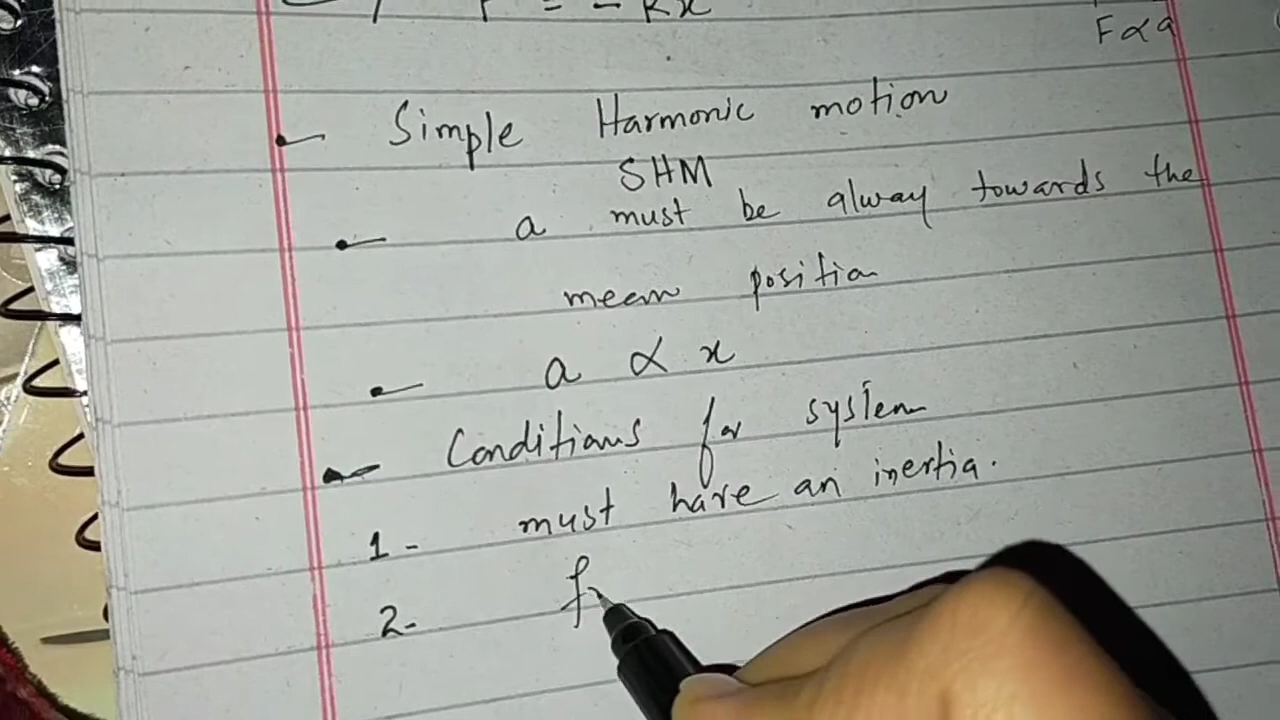 F = - kx
F ∝ a
Simple Harmonic motion
SHM
a must be alway towards the
mean position
a ∝ x
Conditions for system
1- must have an inertia.
2-